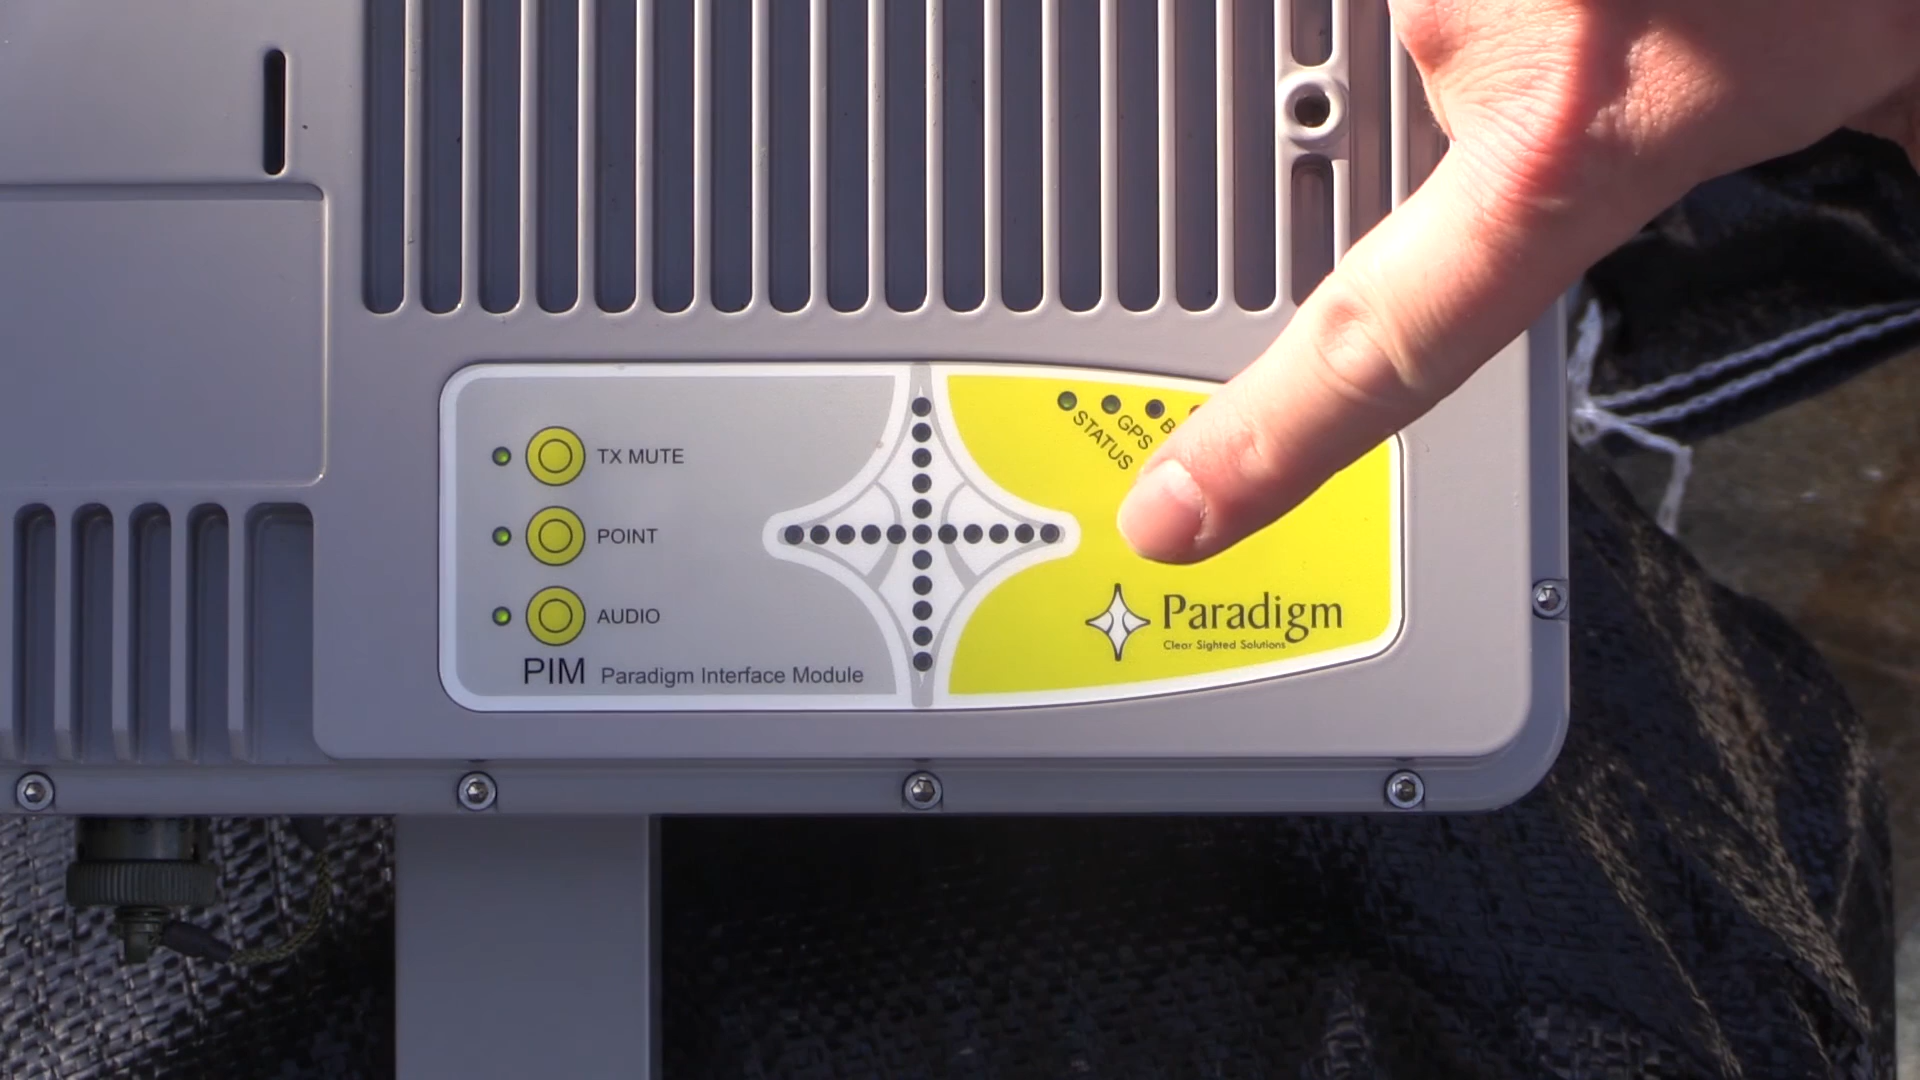 TX MUTE
POINT
AUDIO
PIM Paradigm Interface Module
STATUS
GPS
B
Paradigm
Clear Sighted Solutions